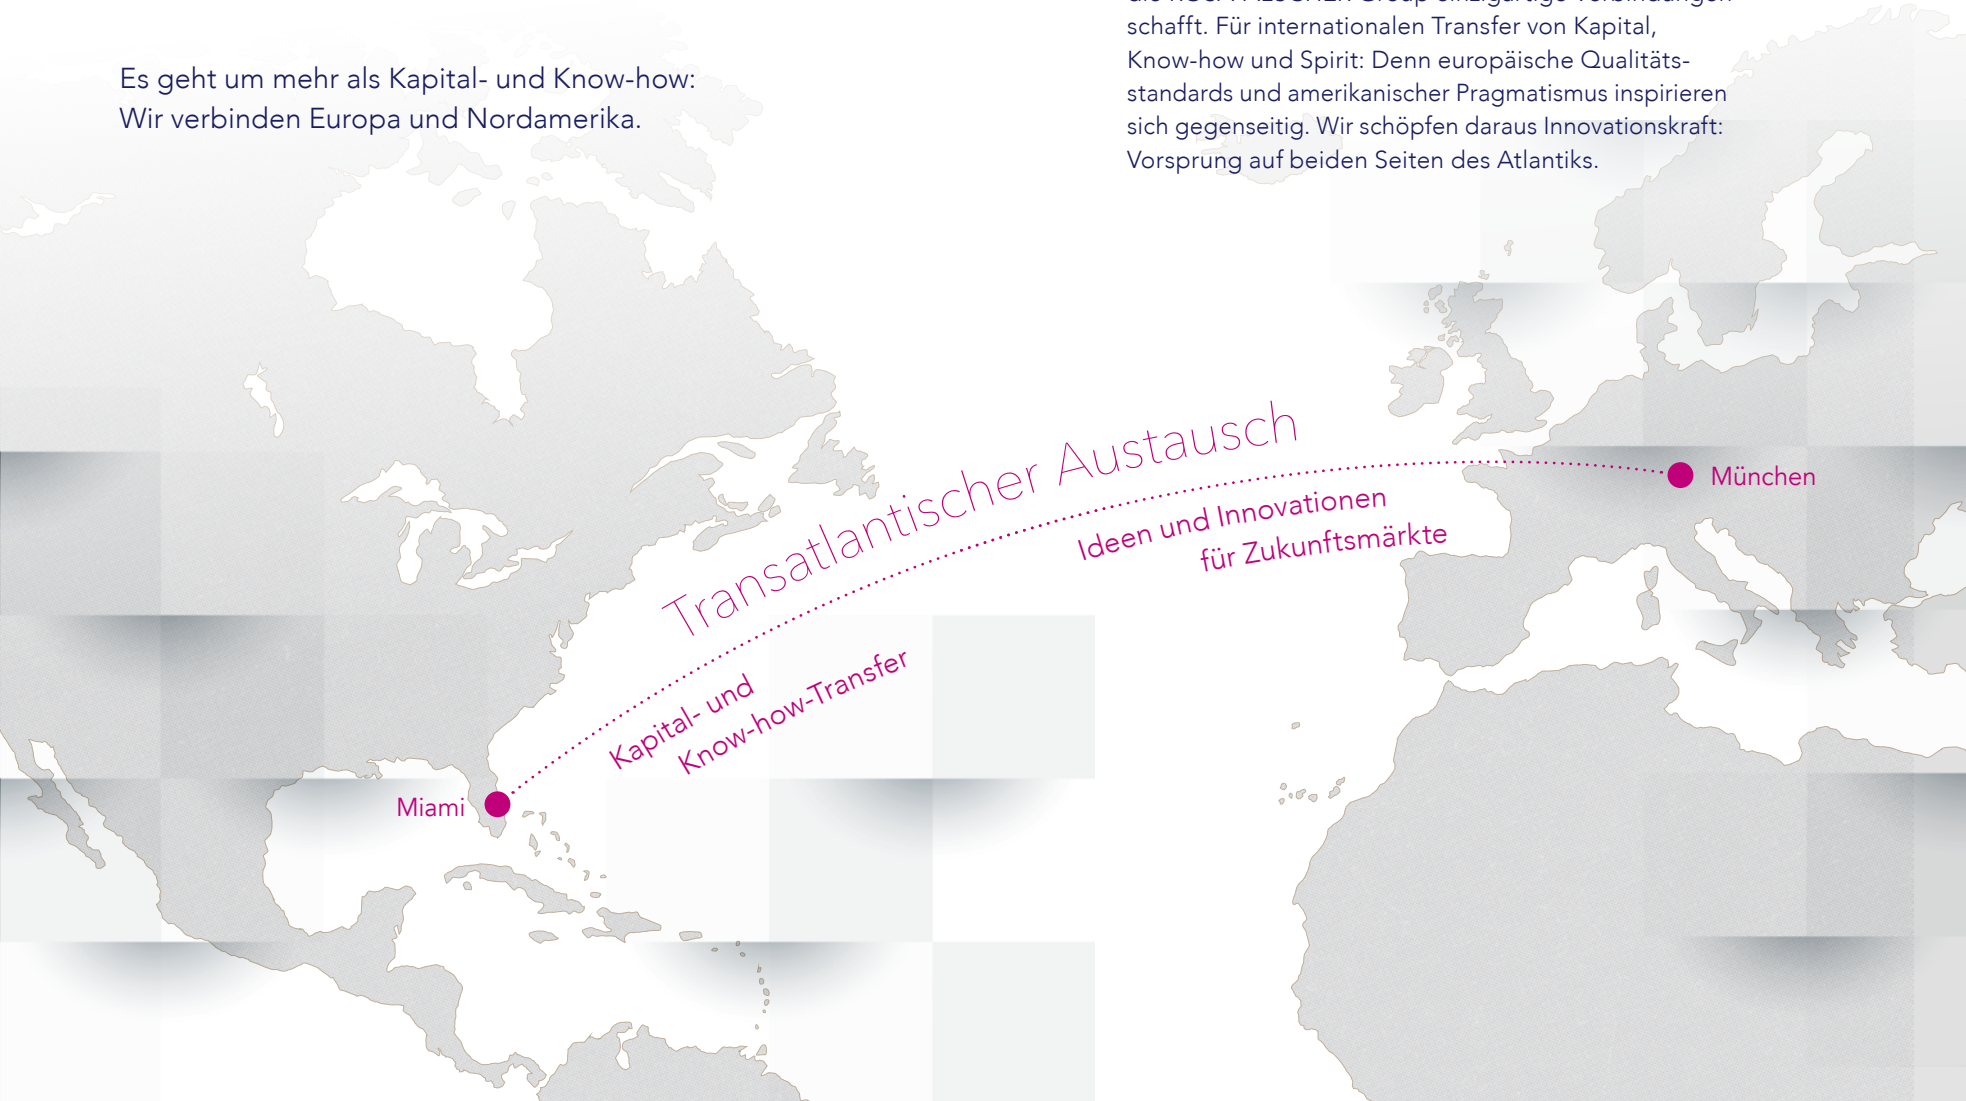 Es geht um mehr als Kapital- und Know-how:
Wir verbinden Europa und Nordamerika.
schafft. Für internationalen Transfer von Kapital,
Know-how und Spirit: Denn europäische Qualitäts-
standards und amerikanischer Pragmatismus inspirieren
sich gegenseitig. Wir schöpfen daraus Innovationskraft:
Vorsprung auf beiden Seiten des Atlantiks.
Transatlantischer Austausch
Ideen und Innovationen
für Zukunftsmärkte
München
Kapital- und
Know-how-Transfer
Miami